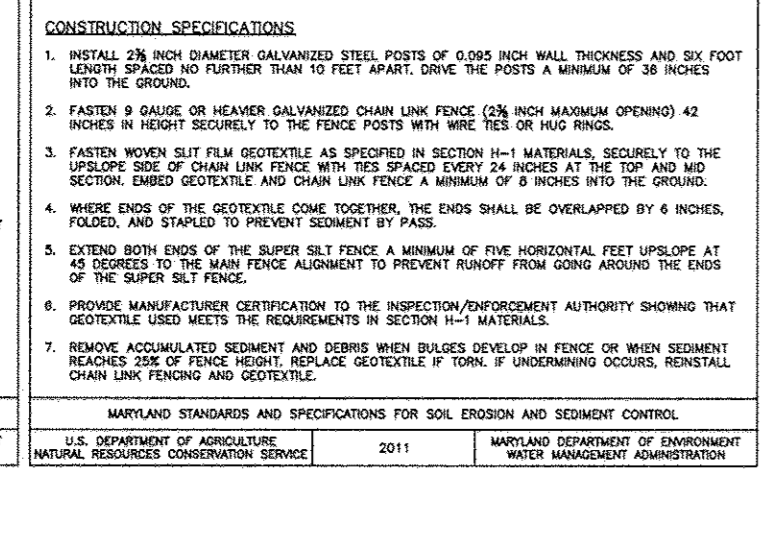 CONSTRUCTION SPECIFICATIONS
1. INSTALL 2⅜ INCH DIAMETER GALVANIZED STEEL POSTS OF 0.095 INCH WALL THICKNESS AND SIX FOOT
LENGTH SPACED NO FURTHER THAN 10 FEET APART. DRIVE THE POSTS A MINIMUM OF 36 INCHES
INTO THE GROUND.
2. FASTEN 9 GAUGE OR HEAVIER GALVANIZED CHAIN LINK FENCE (2⅜ INCH MAXIMUM OPENING) 42
INCHES IN HEIGHT SECURELY TO THE FENCE POSTS WITH WIRE TIES OR HUG RINGS.
3. FASTEN WOVEN SLIT FILM GEOTEXTILE AS SPECIFIED IN SECTION H-1 MATERIALS, SECURELY TO THE
UPSLOPE SIDE OF CHAIN LINK FENCE WITH TIES SPACED EVERY 24 INCHES AT THE TOP AND MID
SECTION. EMBED GEOTEXTILE AND CHAIN LINK FENCE A MINIMUM OF 8 INCHES INTO THE GROUND.
4. WHERE ENDS OF THE GEOTEXTILE COME TOGETHER, THE ENDS SHALL BE OVERLAPPED BY 6 INCHES,
FOLDED, AND STAPLED TO PREVENT SEDIMENT BY PASS.
5. EXTEND BOTH ENDS OF THE SUPER SILT FENCE A MINIMUM OF FIVE HORIZONTAL FEET UPSLOPE AT
45 DEGREES TO THE MAIN FENCE ALIGNMENT TO PREVENT RUNOFF FROM GOING AROUND THE ENDS
OF THE SUPER SILT FENCE.
6. PROVIDE MANUFACTURER CERTIFICATION TO THE INSPECTION/ENFORCEMENT AUTHORITY SHOWING THAT
GEOTEXTILE USED MEETS THE REQUIREMENTS IN SECTION H-1 MATERIALS.
7. REMOVE ACCUMULATED SEDIMENT AND DEBRIS WHEN BULGES DEVELOP IN FENCE OR WHEN SEDIMENT
REACHES 25% OF FENCE HEIGHT. REPLACE GEOTEXTILE IF TORN. IF UNDERMINING OCCURS, REINSTALL
CHAIN LINK FENCING AND GEOTEXTILE.
MARYLAND STANDARDS AND SPECIFICATIONS FOR SOIL EROSION AND SEDIMENT CONTROL
U.S. DEPARTMENT OF AGRICULTURE
NATURAL RESOURCES CONSERVATION SERVICE
2011
MARYLAND DEPARTMENT OF ENVIRONMENT
WATER MANAGEMENT ADMINISTRATION